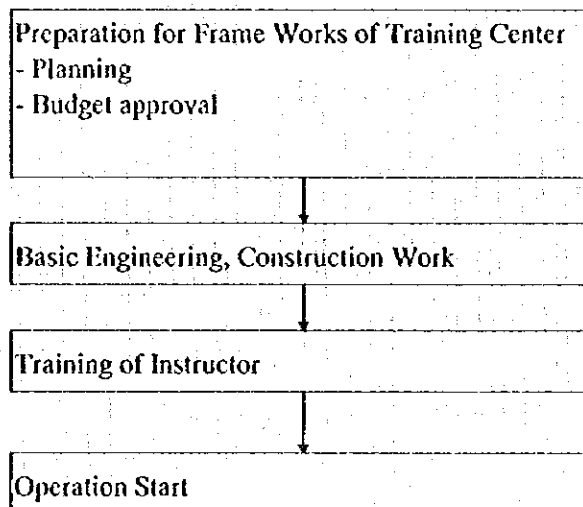 Preparation for Frame Works of Training Center
- Planning
- Budget approval
Basic Engineering, Construction Work
Training of Instructor
Operation Start